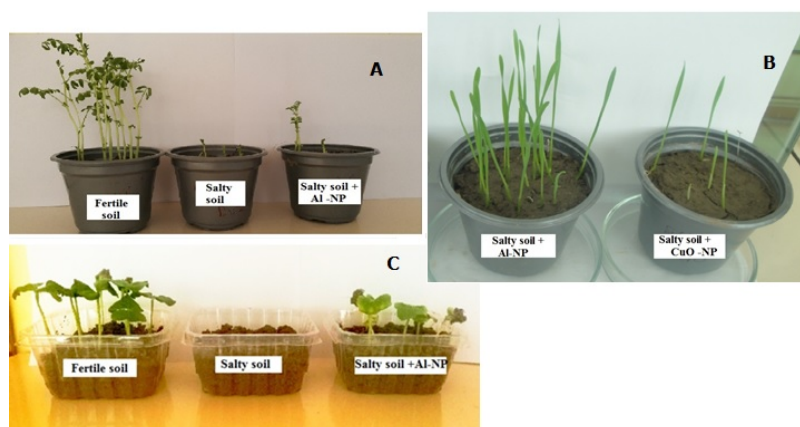 A
Fertile
soil
Salty
soil
Salty soil +
Al -NP
B
Salty soil +
Al-NP
Salty soil +
CuO -NP
C
Fertile soil
Salty soil
Salty soil +Al-NP